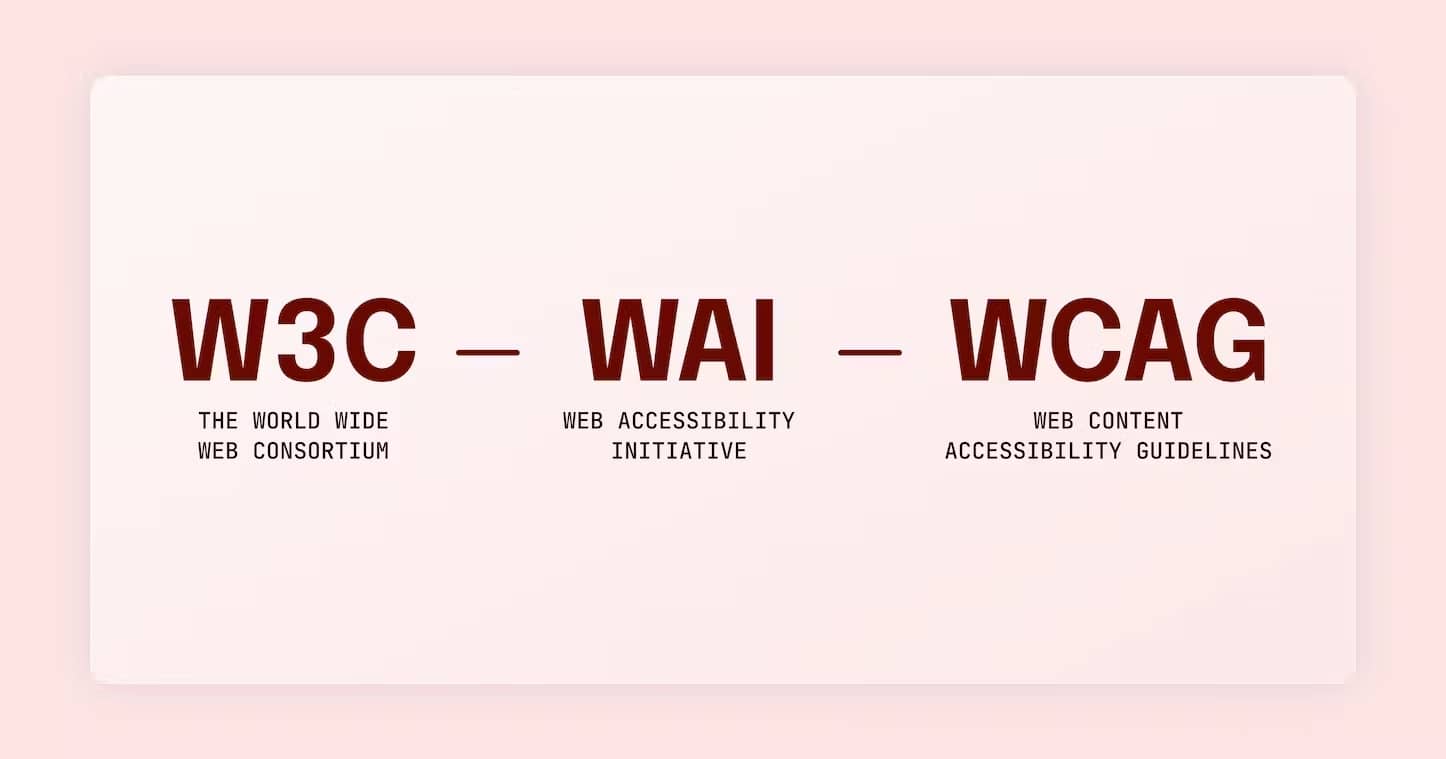 W3C — WAI — WCAG
THE WORLD WIDE
WEB CONSORTIUM
WEB ACCESSIBILITY
INITIATIVE
WEB CONTENT
ACCESSIBILITY GUIDELINES